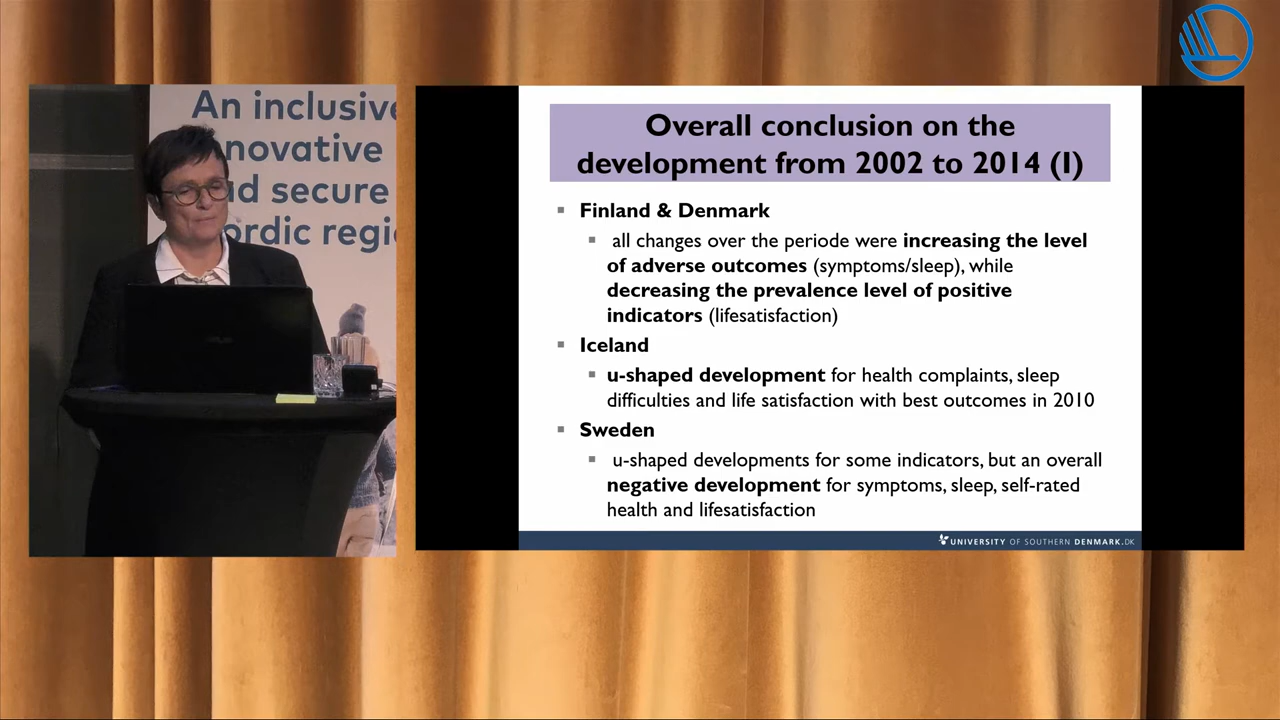 An inclusive
nnovative
nd secure
ordic regi
Overall conclusion on the
development from 2002 to 2014 (I)
Finland & Denmark
all changes over the periode were increasing the level
of adverse outcomes (symptoms/sleep), while
decreasing the prevalence level of positive
indicators (lifesatisfaction)
Iceland
u-shaped development for health complaints, sleep
difficulties and life satisfaction with best outcomes in 2010
Sweden
u-shaped developments for some indicators, but an overall
negative development for symptoms, sleep, self-rated
health and lifesatisfaction
UNIVERSITY OF SOUTHERN DENMARK.DK